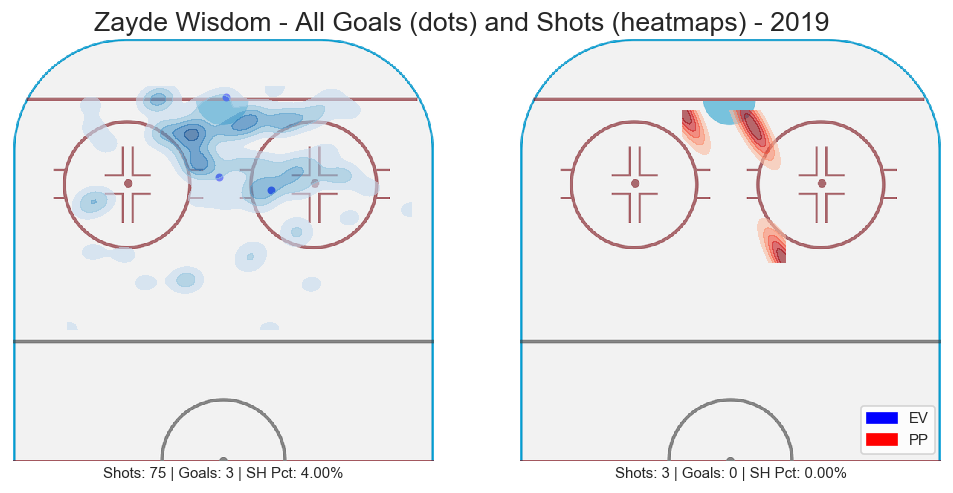 Zayde Wisdom - All Goals (dots) and Shots (heatmaps) - 2019
EV
PP
Shots: 75 | Goals: 3 | SH Pct: 4.00%
Shots: 3 | Goals: 0 | SH Pct: 0.00%